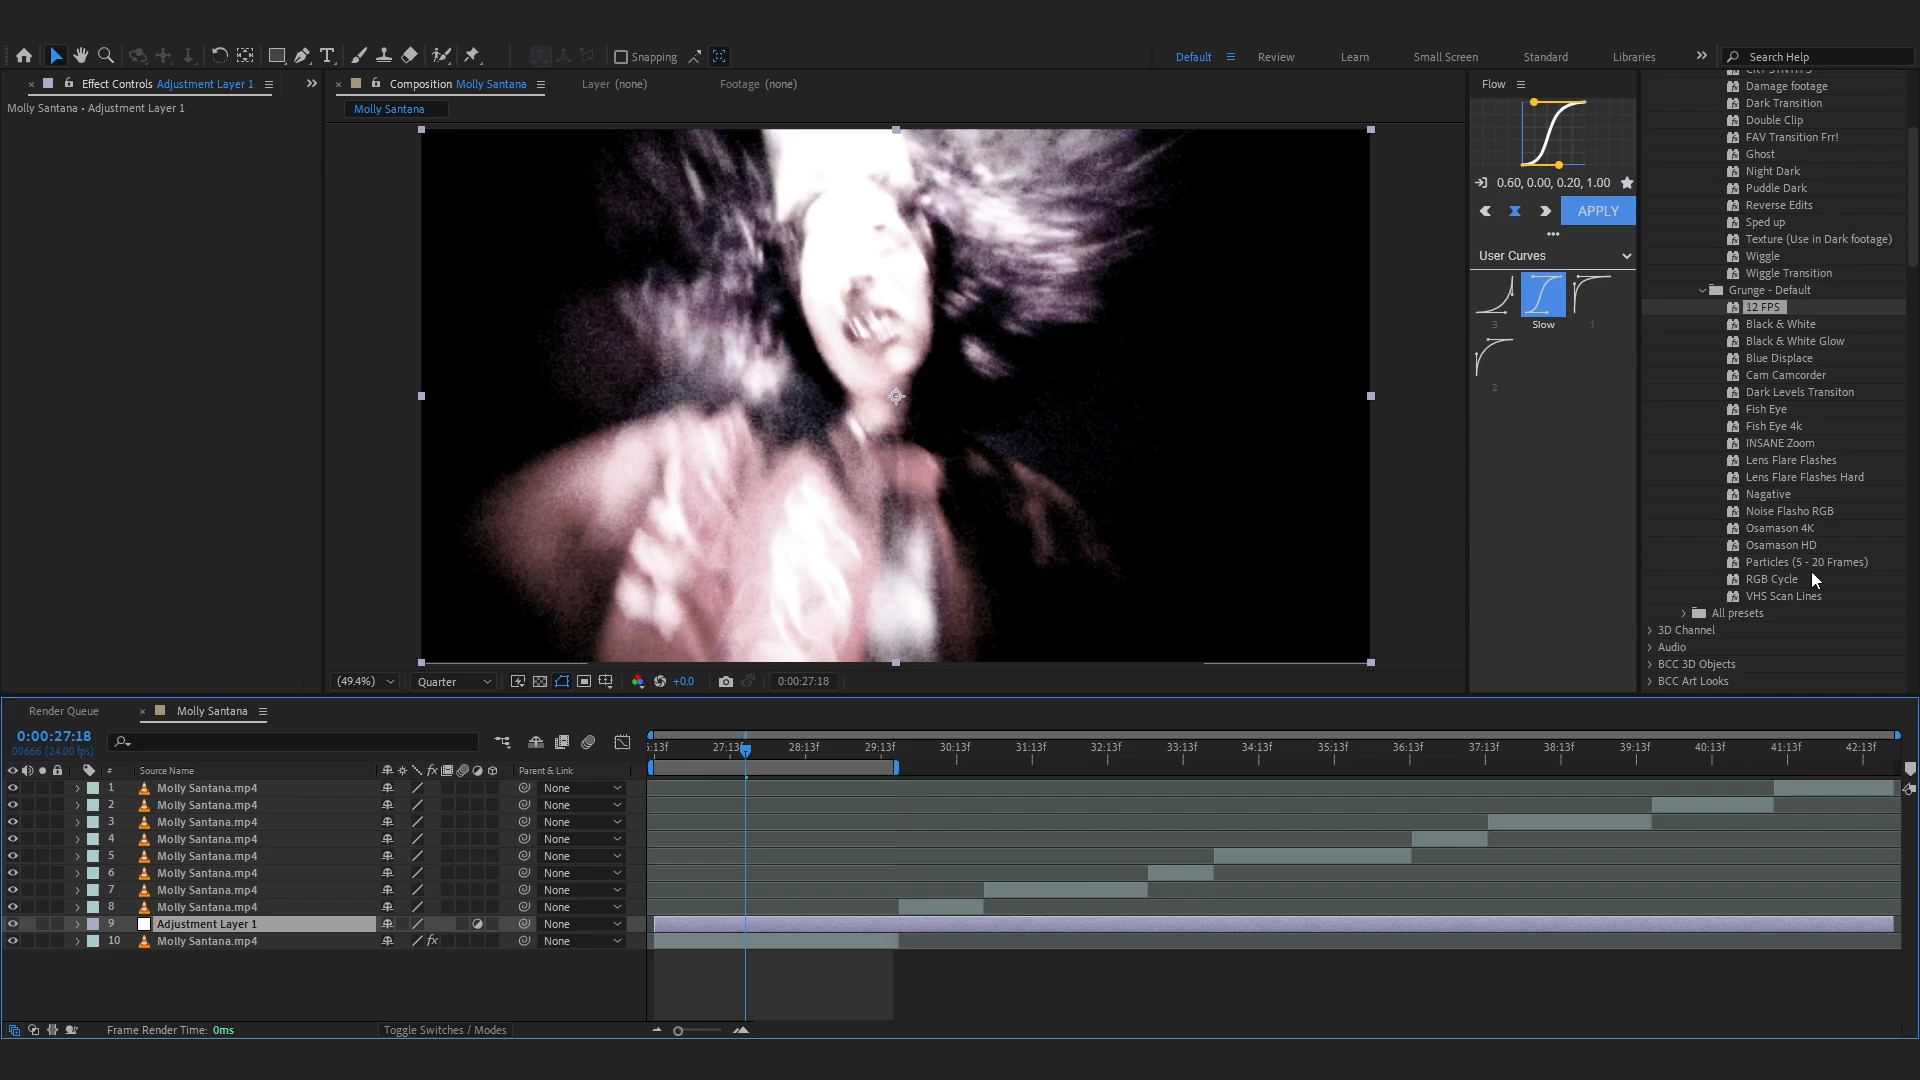 Snapping
Default
Review
Learn
Small Screen
Standard
Libraries
Search Help
Effect Controls Adjustment Layer 1
Composition Molly Santana
Layer (none)
Footage (none)
Flow
Molly Santana • Adjustment Layer 1
Molly Santana
0.60, 0.00, 0.20, 1.00
APPLY
User Curves
3
Slow
1
2
Damage footage
Dark Transition
Double Clip
FAV Transition Frr!
Ghost
Night Dark
Puddle Dark
Reverse Edits
Sped up
Texture (Use in Dark footage)
Wiggle
Wiggle Transition
Grunge - Default
12 FPS
Black & White
Black & White Glow
Blue Displace
Cam Camcorder
Dark Levels Transiton
Fish Eye
Fish Eye 4k
INSANE Zoom
Lens Flare Flashes
Lens Flare Flashes Hard
Nagative
Noise Flasho RGB
Osamason 4K
Osamason HD
Particles (5 - 20 Frames)
RGB Cycle
VHS Scan Lines
All presets
3D Channel
Audio
BCC 3D Objects
BCC Art Looks
(49.4%)
Quarter
+0.0
0:00:27:18
Render Queue
Molly Santana
0:00:27:18
00666 (24.00 fps)
5:13f 27:13f 28:13f 29:13f 30:13f 31:13f 32:13f 33:13f 34:13f 35:13f 36:13f 37:13f 38:13f 39:13f 40:13f 41:13f 42:13f
# Source Name fx Parent & Link
1 Molly Santana.mp4 None
2 Molly Santana.mp4 None
3 Molly Santana.mp4 None
4 Molly Santana.mp4 None
5 Molly Santana.mp4 None
6 Molly Santana.mp4 None
7 Molly Santana.mp4 None
8 Molly Santana.mp4 None
9 Adjustment Layer 1 None
10 Molly Santana.mp4 fx None
Frame Render Time: 0ms
Toggle Switches / Modes